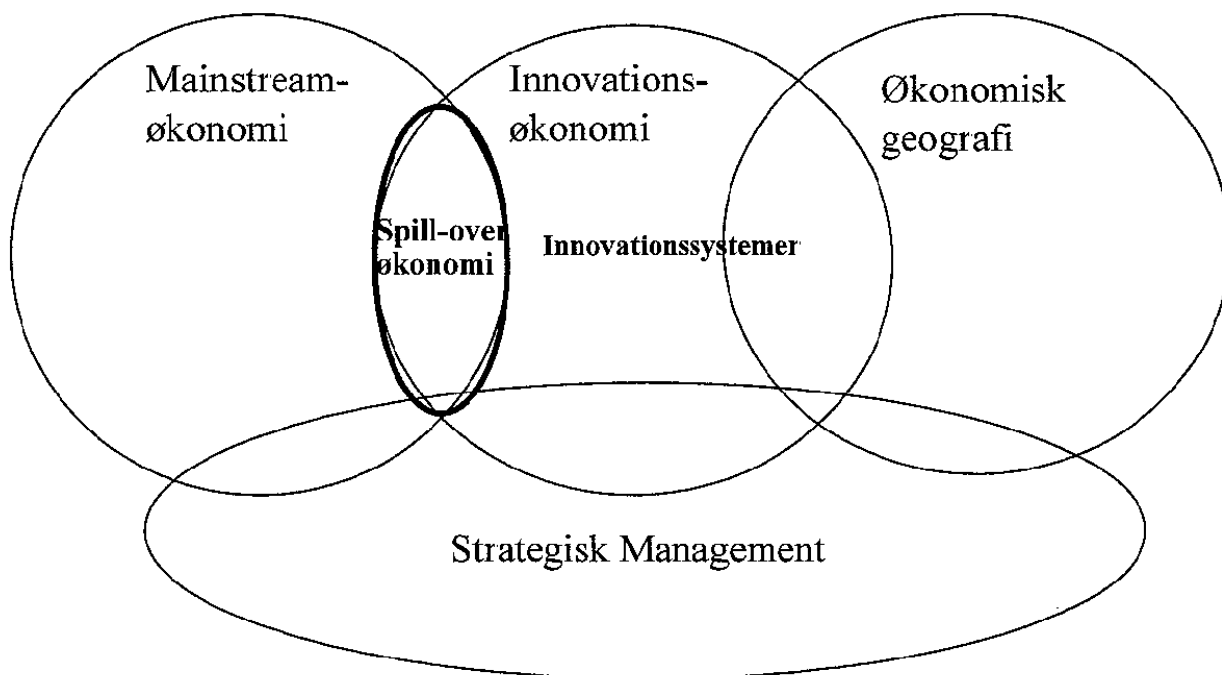 Mainstream-
økonomi
Innovations-
økonomi
Økonomisk
geografi
Spill-over
økonomi
Innovationssystemer
Strategisk Management